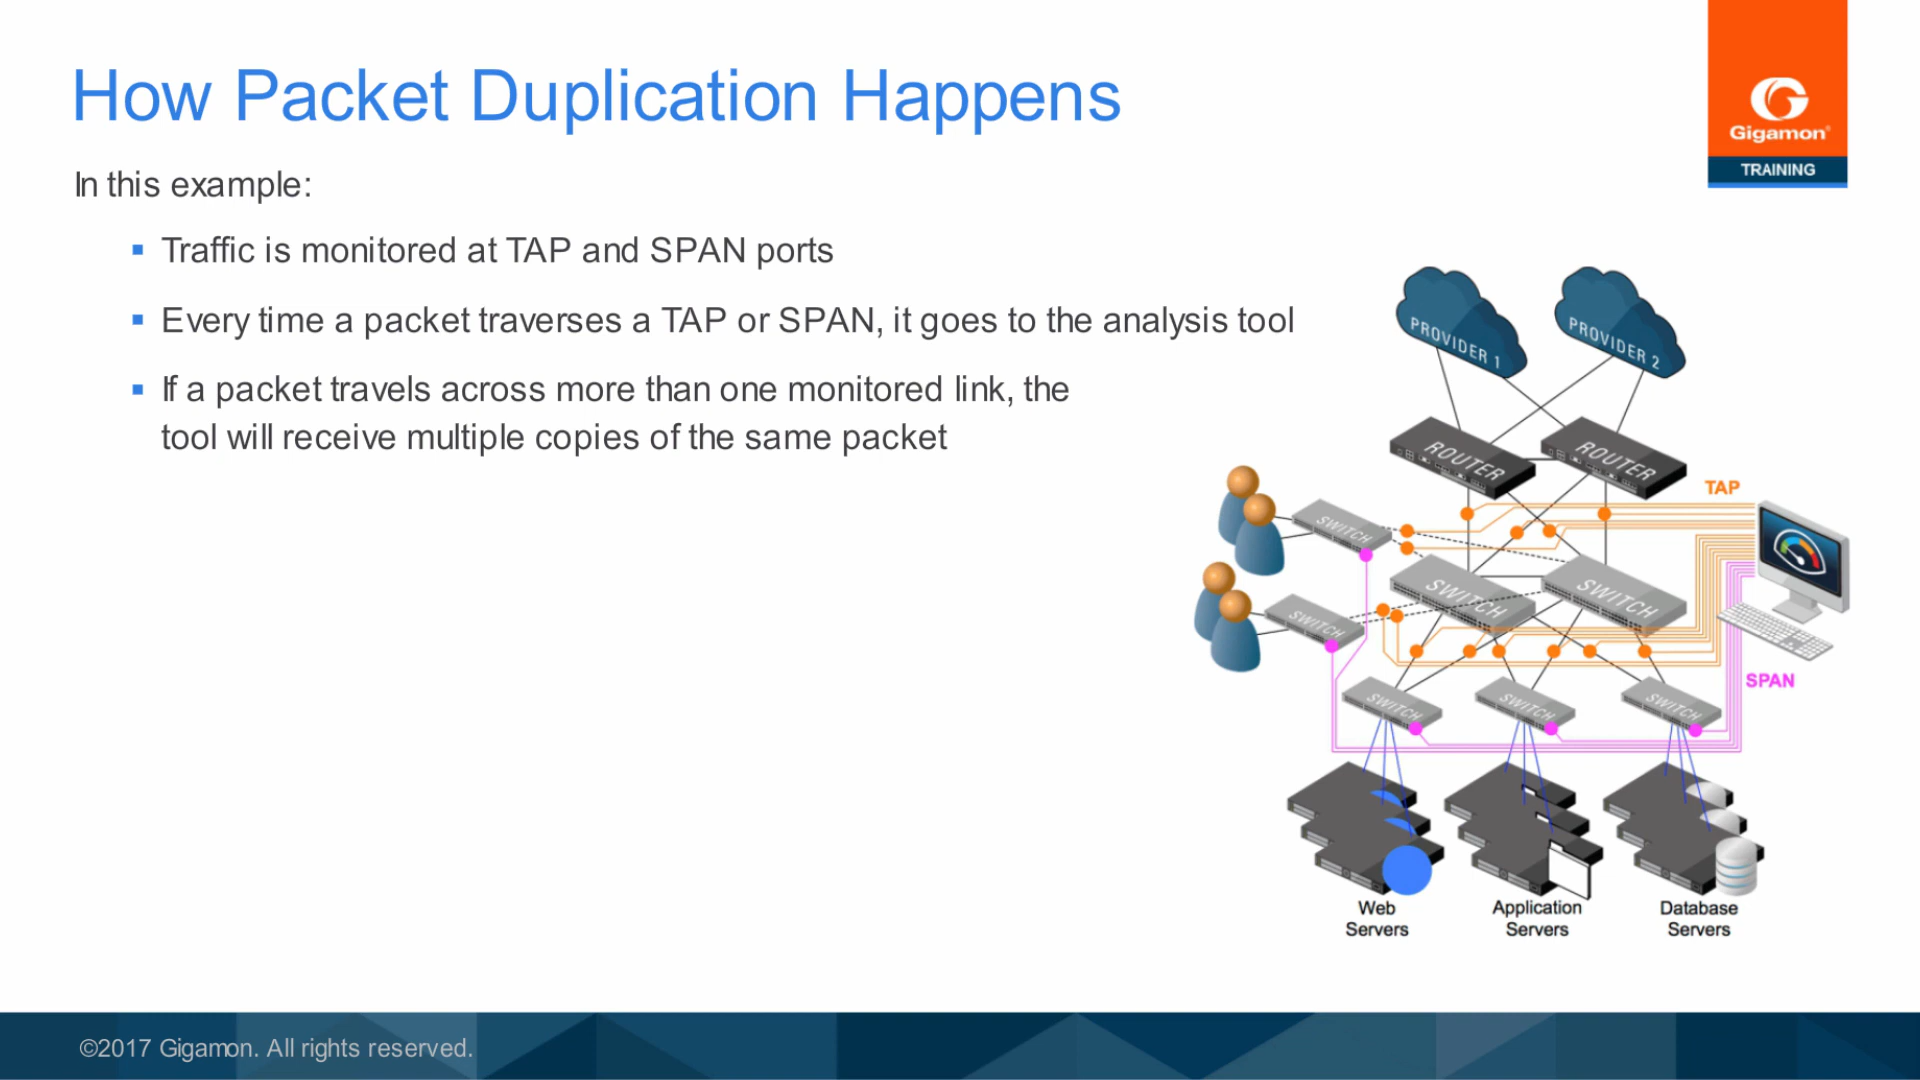 How Packet Duplication Happens
Gigamon®
TRAINING
In this example:
▪ Traffic is monitored at TAP and SPAN ports
▪ Every time a packet traverses a TAP or SPAN, it goes to the analysis tool
▪ If a packet travels across more than one monitored link, the
tool will receive multiple copies of the same packet
PROVIDER 1
PROVIDER 2
ROUTER
ROUTER
TAP
SWITCH
SWITCH
SWITCH
SWITCH
SPAN
SWITCH
SWITCH
SWITCH
Web
Servers
Application
Servers
Database
Servers
©2017 Gigamon. All rights reserved.